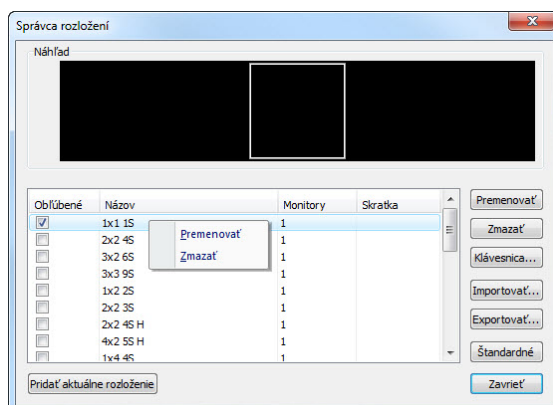 Správca rozložení
Náhľad
Obľúbené Názov Monitory Skratka
1x1 1S 1
2x2 4S 1
3x2 6S 1
3x3 9S 1
1x2 2S 1
2x2 3S 1
2x2 4S H 1
4x2 5S H 1
1x4 4S 1
Premenovať
Zmazať
Premenovať
Zmazať
Klávesnica...
Importovať...
Exportovať...
Štandardné
Pridať aktuálne rozloženie
Zavrieť